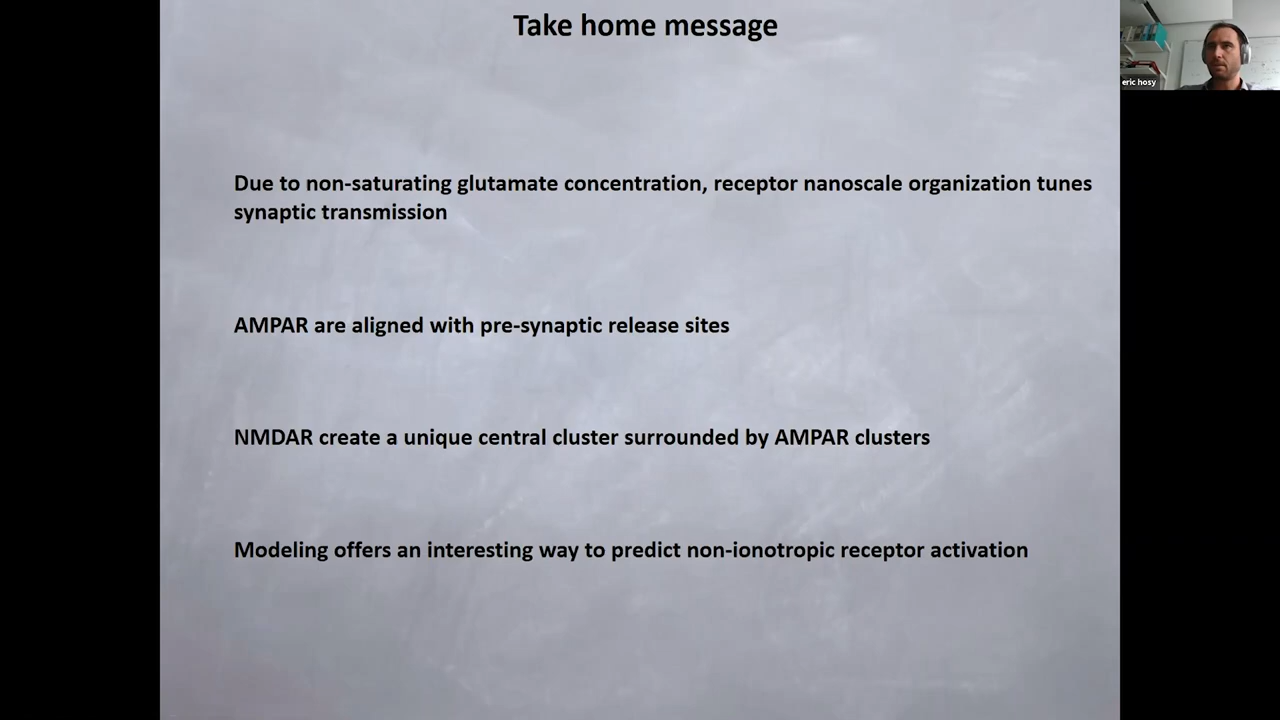 Take home message
eric hosy
Due to non-saturating glutamate concentration, receptor nanoscale organization tunes
synaptic transmission
AMPAR are aligned with pre-synaptic release sites
NMDAR create a unique central cluster surrounded by AMPAR clusters
Modeling offers an interesting way to predict non-ionotropic receptor activation